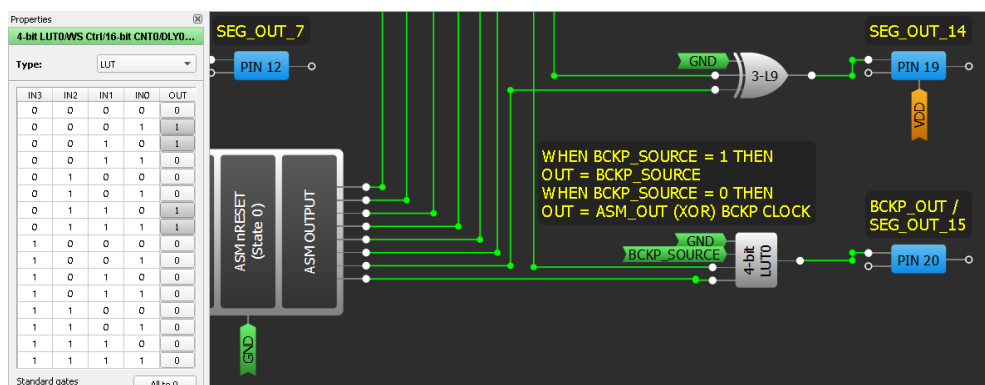 Properties
4-bit LUT0/WS Ctrl/16-bit CNT0/DLY0...
Type: LUT
IN3 IN2 IN1 IN0 OUT
0 0 0 0 0
0 0 0 1 1
0 0 1 0 1
0 0 1 1 0
0 1 0 0 0
0 1 0 1 0
0 1 1 0 1
0 1 1 1 1
1 0 0 0 0
1 0 0 1 0
1 0 1 0 0
1 0 1 1 0
1 1 0 0 0
1 1 0 1 0
1 1 1 0 0
1 1 1 1 0
Standard gates All to 0
SEG_OUT_7
PIN 12
ASM nRESET
(State 0)
ASM OUTPUT
GND
GND
3-L9
SEG_OUT_14
PIN 19
VDD
WHEN BCKP_SOURCE = 1 THEN
OUT = BCKP_SOURCE
WHEN BCKP_SOURCE = 0 THEN
OUT = ASM_OUT (XOR) BCKP CLOCK
GND
BCKP_SOURCE
4-bit
LUT0
BCKP_OUT /
SEG_OUT_15
PIN 20